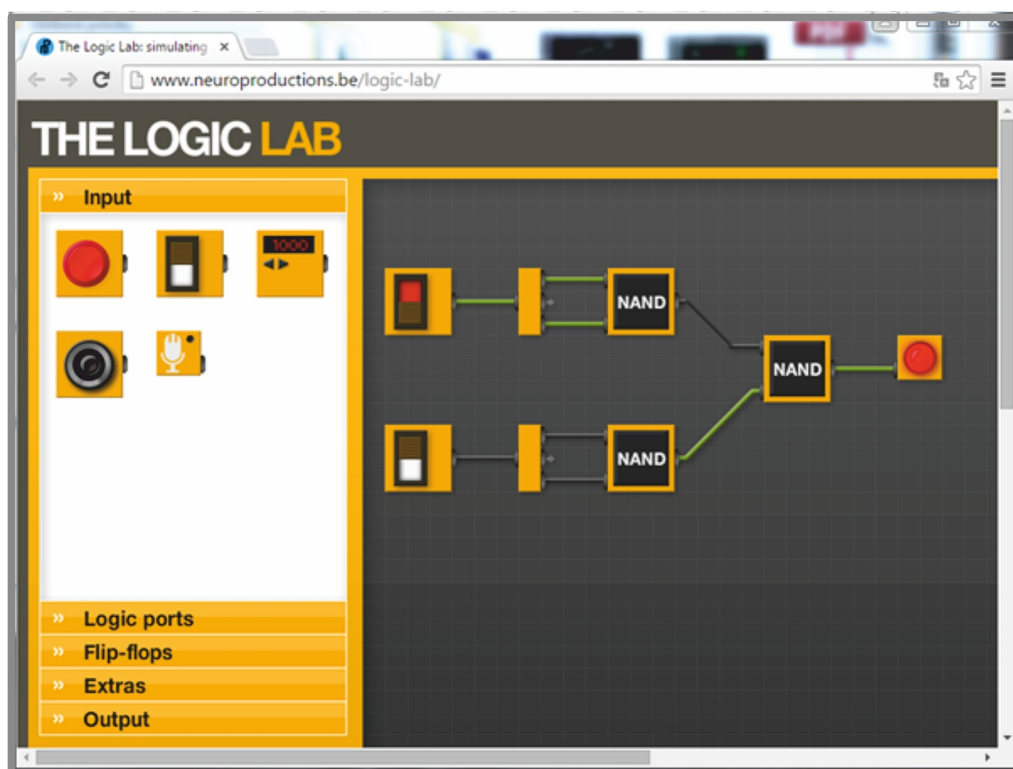 PDF
The Logic Lab: simulating
www.neuroproductions.be/logic-lab/
THE LOGIC LAB
» Input
1000
NAND
NAND
NAND
» Logic ports
» Flip-flops
» Extras
» Output